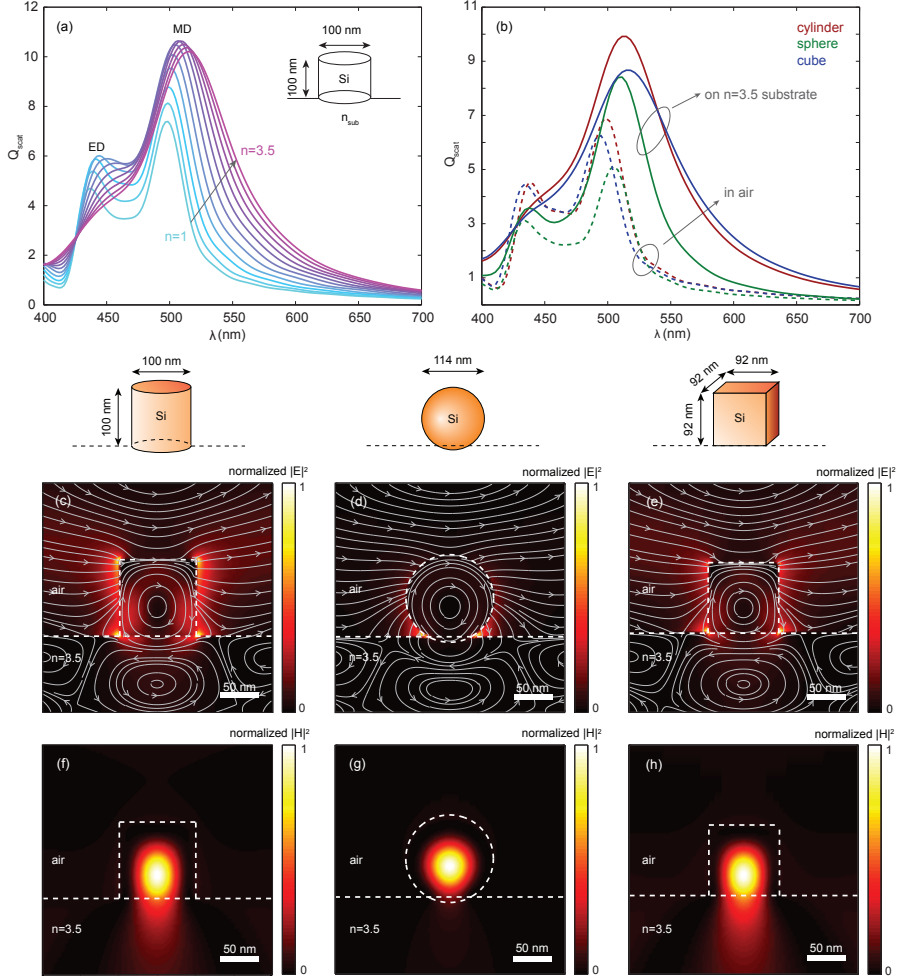 (a)
MD
100 nm
100 nm
Si
n_sub
ED
n=3.5
n=1
Q_scat
12
10
8
6
4
2
0
400
450
500
550
600
650
700
λ (nm)
(b)
cylinder
sphere
cube
on n=3.5 substrate
in air
Q_scat
11
9
7
5
3
1
400
450
500
550
600
650
700
λ (nm)
100 nm
100 nm
Si
114 nm
Si
92 nm
92 nm
92 nm
Si
normalized |E|²
(c)
air
n=3.5
50 nm
1
0
normalized |E|²
(d)
air
n=3.5
50 nm
1
0
normalized |E|²
(e)
air
n=3.5
50 nm
1
0
normalized |H|²
(f)
air
n=3.5
50 nm
1
0
normalized |H|²
(g)
air
n=3.5
50 nm
1
0
normalized |H|²
(h)
air
n=3.5
50 nm
1
0